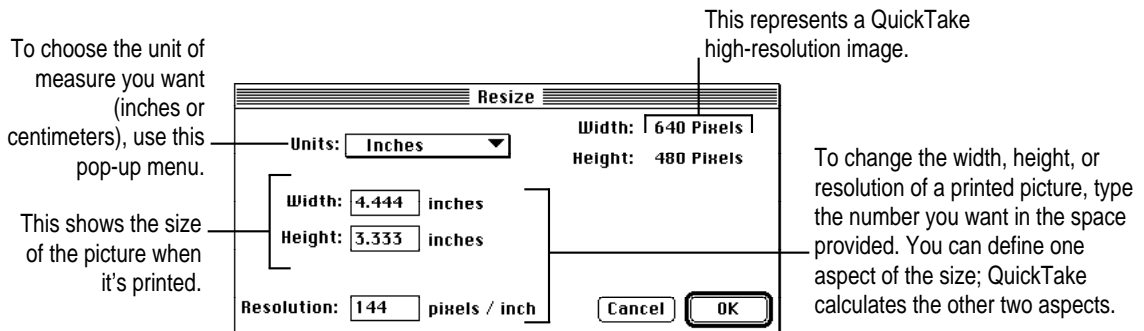 This represents a QuickTake
high-resolution image.
To choose the unit of
measure you want
(inches or
centimeters), use this
pop-up menu.
This shows the size
of the picture when
it's printed.
Resize
Units: Inches
Width: 640 Pixels
Height: 480 Pixels
Width: 4.444 inches
Height: 3.333 inches
Resolution: 144 pixels / inch
Cancel OK
To change the width, height, or
resolution of a printed picture, type
the number you want in the space
provided. You can define one
aspect of the size; QuickTake
calculates the other two aspects.